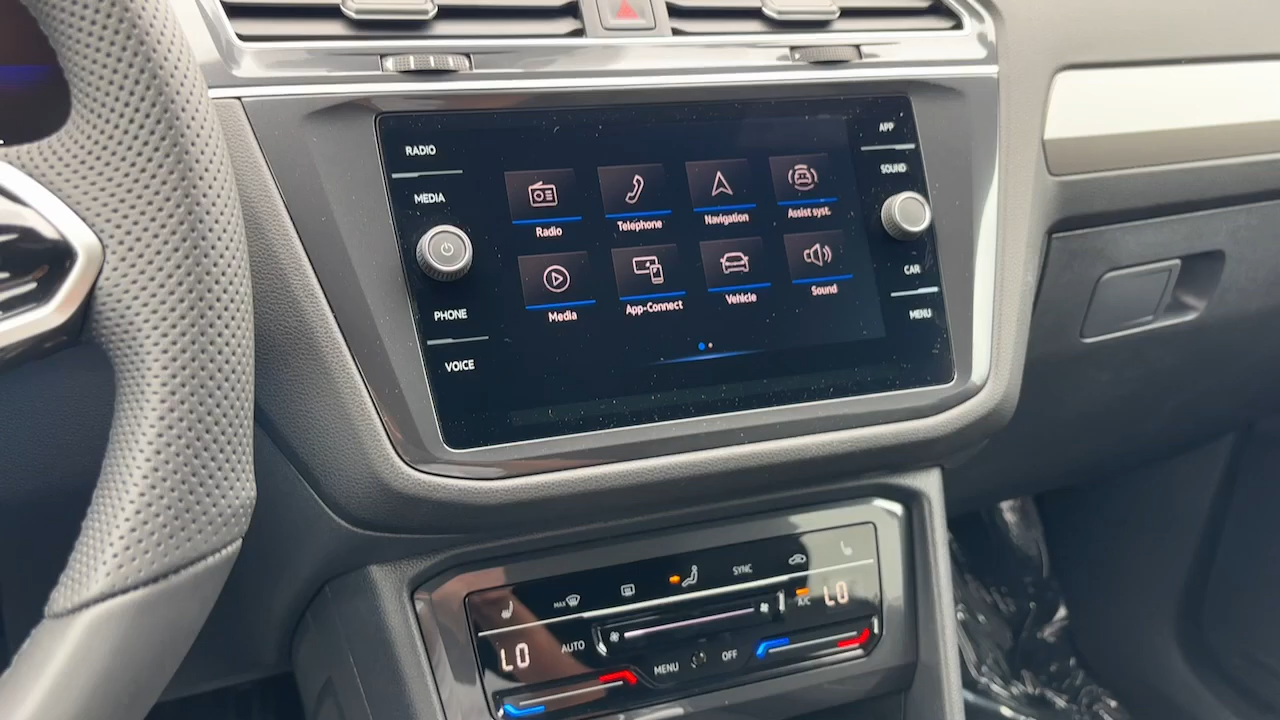 RADIO
MEDIA
PHONE
VOICE
Radio
Telephone
Navigation
Assist syst.
Media
App-Connect
Vehicle
Sound
APP
SOUND
CAR
MENU
MAX
SYNC
A/C
LO
LO
AUTO
MENU
OFF